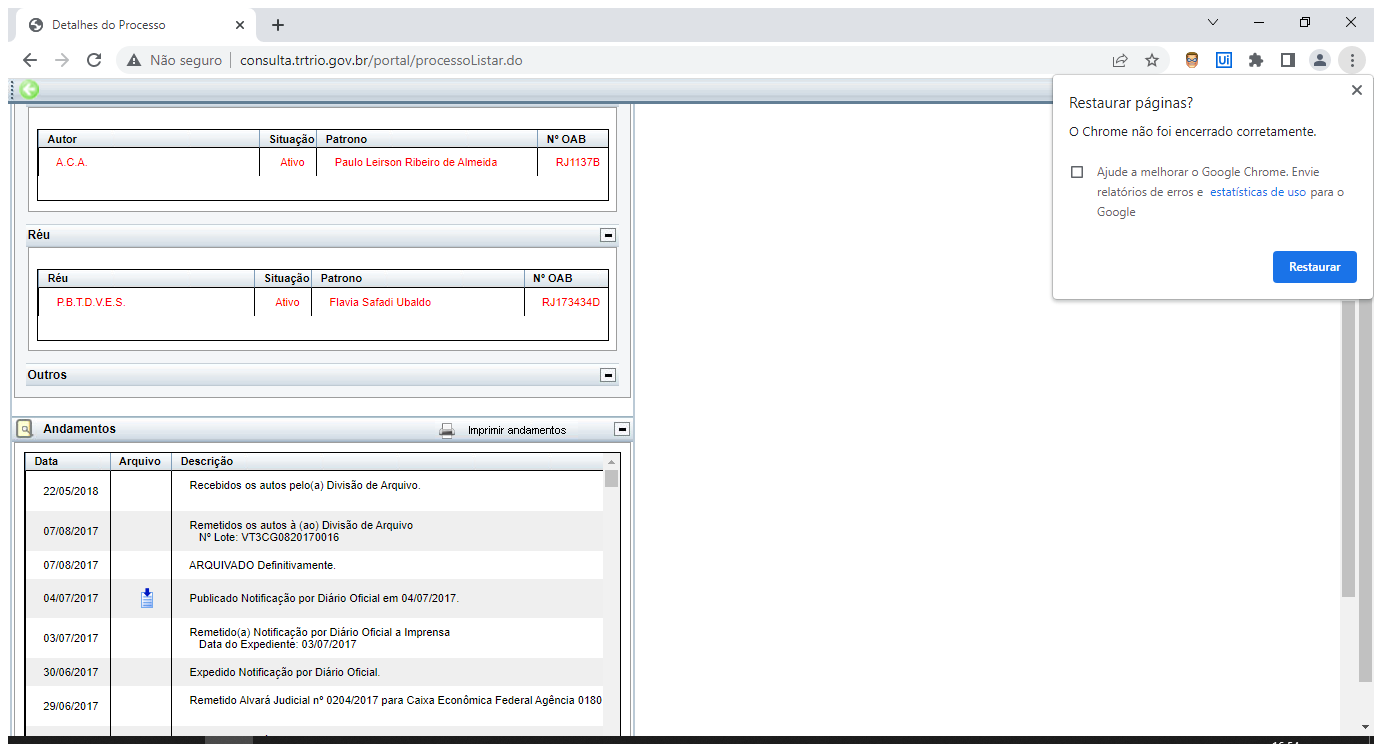 Detalhes do Processo
Não seguro
consulta.trtrio.gov.br/portal/processoListar.do
Ui
Restaurar páginas?
O Chrome não foi encerrado corretamente.
Ajude a melhorar o Google Chrome. Envie
relatórios de erros e estatísticas de uso para o
Google
Restaurar
Autor Situação Patrono Nº OAB
A.C.A. Ativo Paulo Leirson Ribeiro de Almeida RJ1137B
Réu
Réu Situação Patrono Nº OAB
P.B.T.D.V.E.S. Ativo Flavia Safadi Ubaldo RJ173434D
Outros
Andamentos Imprimir andamentos
Data Arquivo Descrição
22/05/2018 Recebidos os autos pelo(a) Divisão de Arquivo.
07/08/2017 Remetidos os autos à (ao) Divisão de Arquivo
Nº Lote: VT3CG0820170016
07/08/2017 ARQUIVADO Definitivamente.
04/07/2017 Publicado Notificação por Diário Oficial em 04/07/2017.
03/07/2017 Remetido(a) Notificação por Diário Oficial a Imprensa
Data do Expediente: 03/07/2017
30/06/2017 Expedido Notificação por Diário Oficial.
29/06/2017 Remetido Alvará Judicial nº 0204/2017 para Caixa Econômica Federal Agência 0180